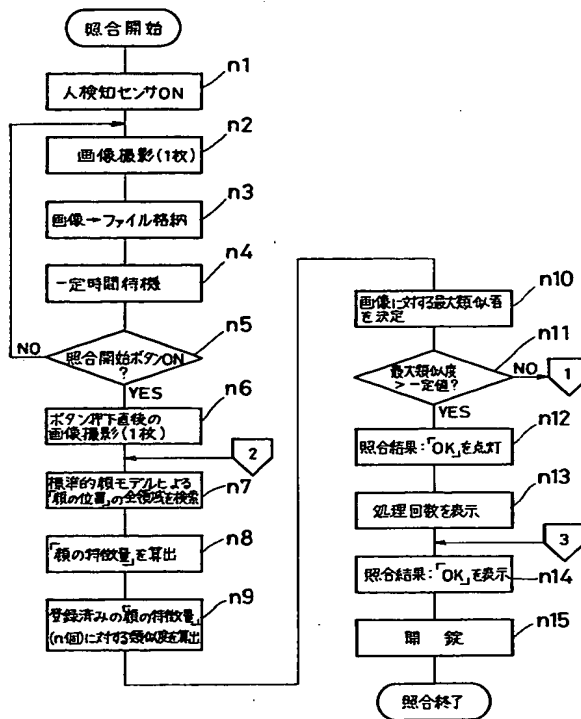 照合開始
n1
人検知センサON
n2
画像撮影(1枚)
n3
画像→ファイル格納
n4
一定時間待機
n5
照合開始ボタンON
?
NO
YES
n6
ボタン押下直後の
画像撮影(1枚)
2
n7
標準的顔モデルによる
「顔の位置」の全領域を検索
n8
「顔の特徴量」を算出
n9
登録済みの「顔の特徴量」
(n個)に対する類似度を算出
n10
画像に対する最大類似者
を決定
n11
最大類似度
>一定値?
NO
1
YES
n12
照合結果:「OK」を点灯
n13
処理回数を表示
3
照合結果:「OK」を表示
n14
n15
開 錠
照合終了